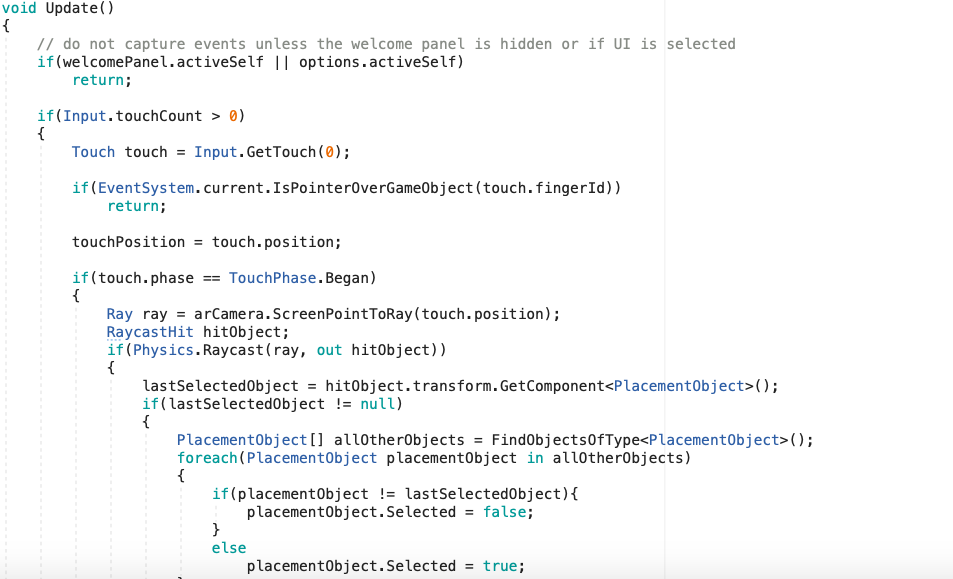 void Update()
{
    // do not capture events unless the welcome panel is hidden or if UI is selected
    if(welcomePanel.activeSelf || options.activeSelf)
        return;

    if(Input.touchCount > 0)
    {
        Touch touch = Input.GetTouch(0);

        if(EventSystem.current.IsPointerOverGameObject(touch.fingerId))
            return;

        touchPosition = touch.position;

        if(touch.phase == TouchPhase.Began)
        {
            Ray ray = arCamera.ScreenPointToRay(touch.position);
            RaycastHit hitObject;
            if(Physics.Raycast(ray, out hitObject))
            {
                lastSelectedObject = hitObject.transform.GetComponent<PlacementObject>();
                if(lastSelectedObject != null)
                {
                    PlacementObject[] allOtherObjects = FindObjectsOfType<PlacementObject>();
                    foreach(PlacementObject placementObject in allOtherObjects)
                    {
                        if(placementObject != lastSelectedObject){
                            placementObject.Selected = false;
                        }
                        else
                            placementObject.Selected = true;